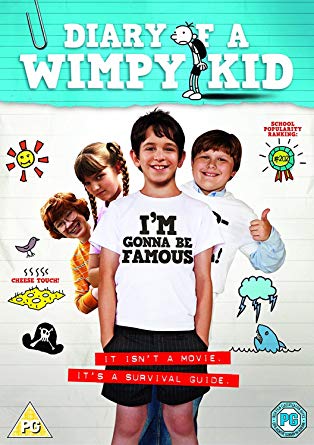 DIARY OF A
WIMPY KID
SCHOOL
POPULARITY
RANKING:
#202
I'M
GONNA BE
FAMOUS
CHEESE TOUCH!
IT ISN'T A MOVIE.
IT'S A SURVIVAL GUIDE.
PG
PG